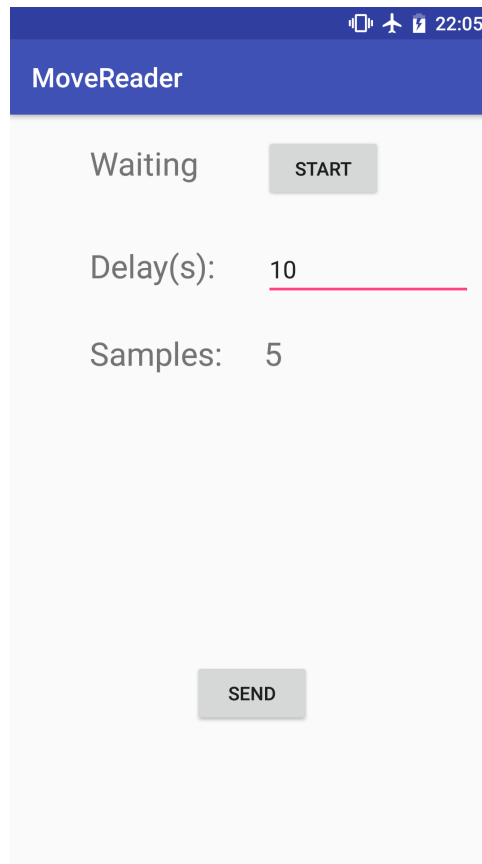 22:05
MoveReader
Waiting START
Delay(s): 10
Samples: 5
SEND